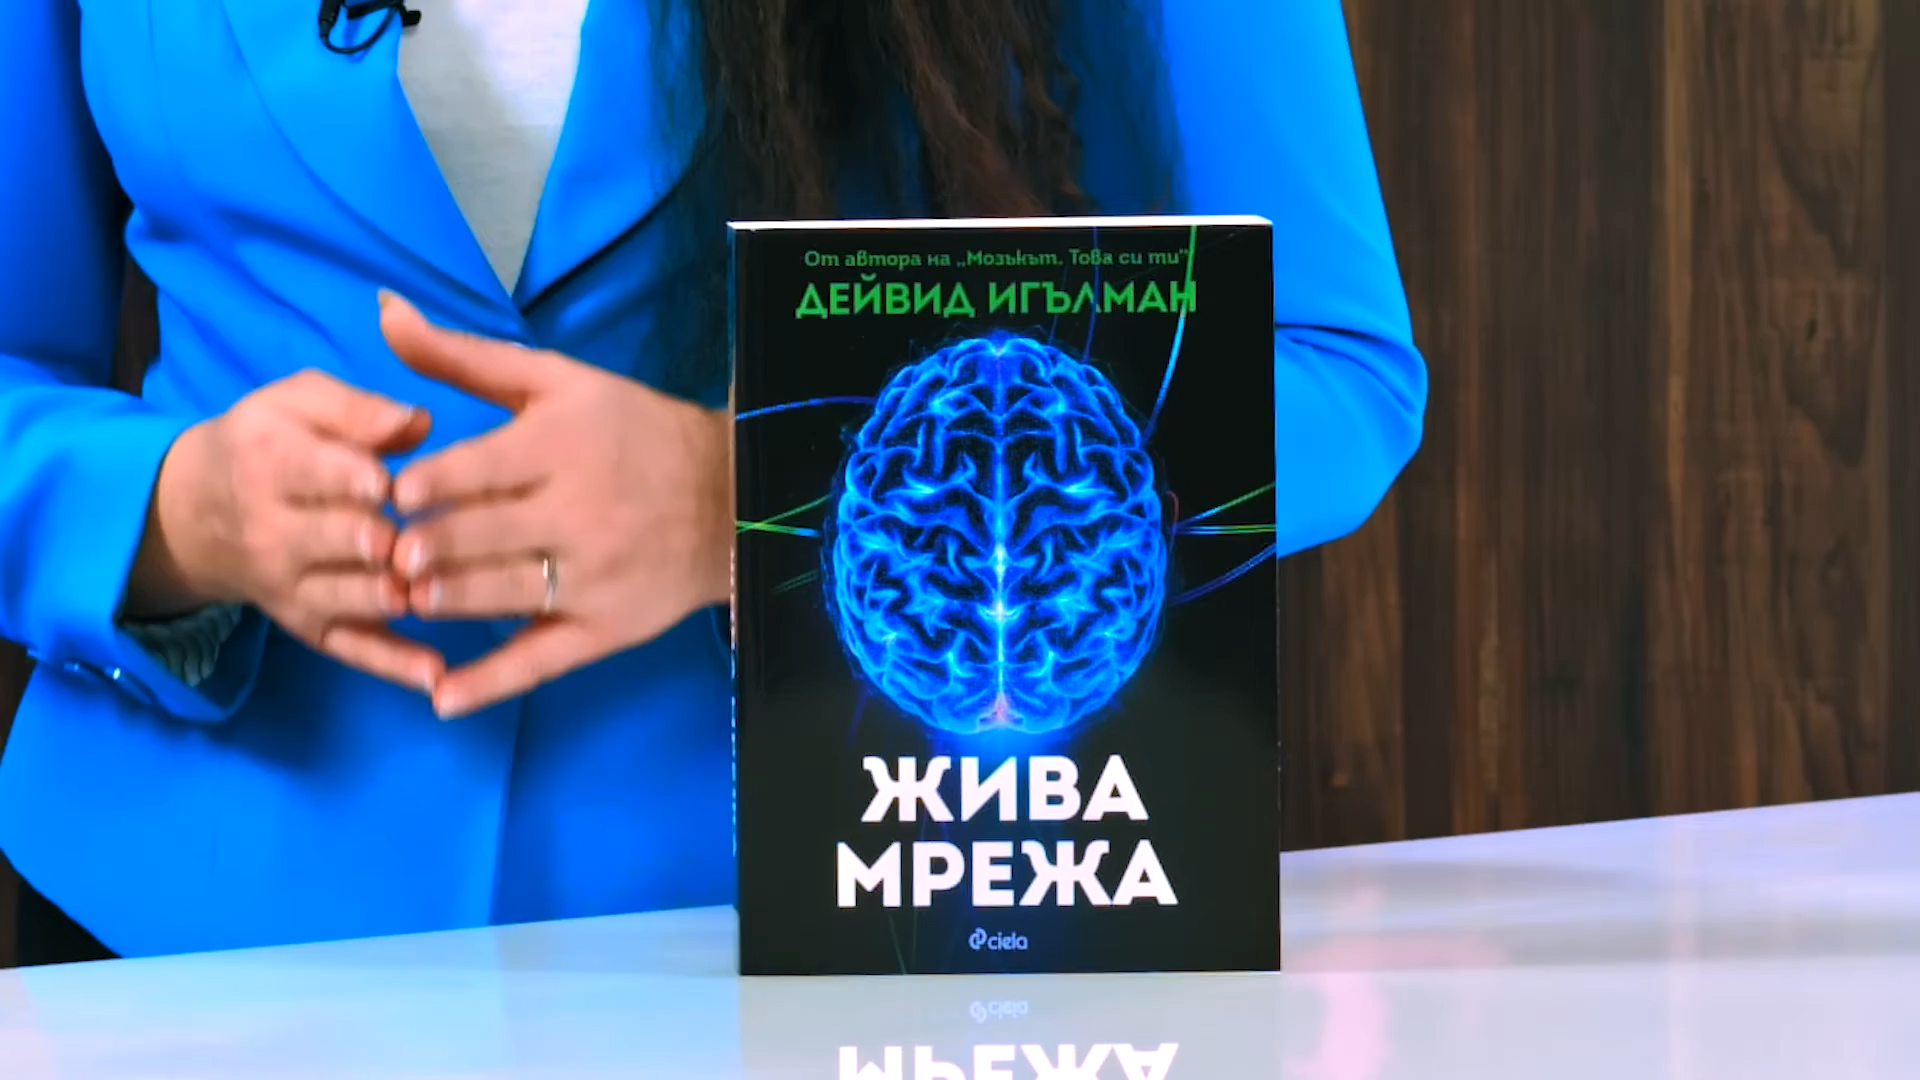 От автора на „Мозъкът. Това си ти"
ДЕЙВИД ИГЪЛМАН
ЖИВА
МРЕЖА
ciela